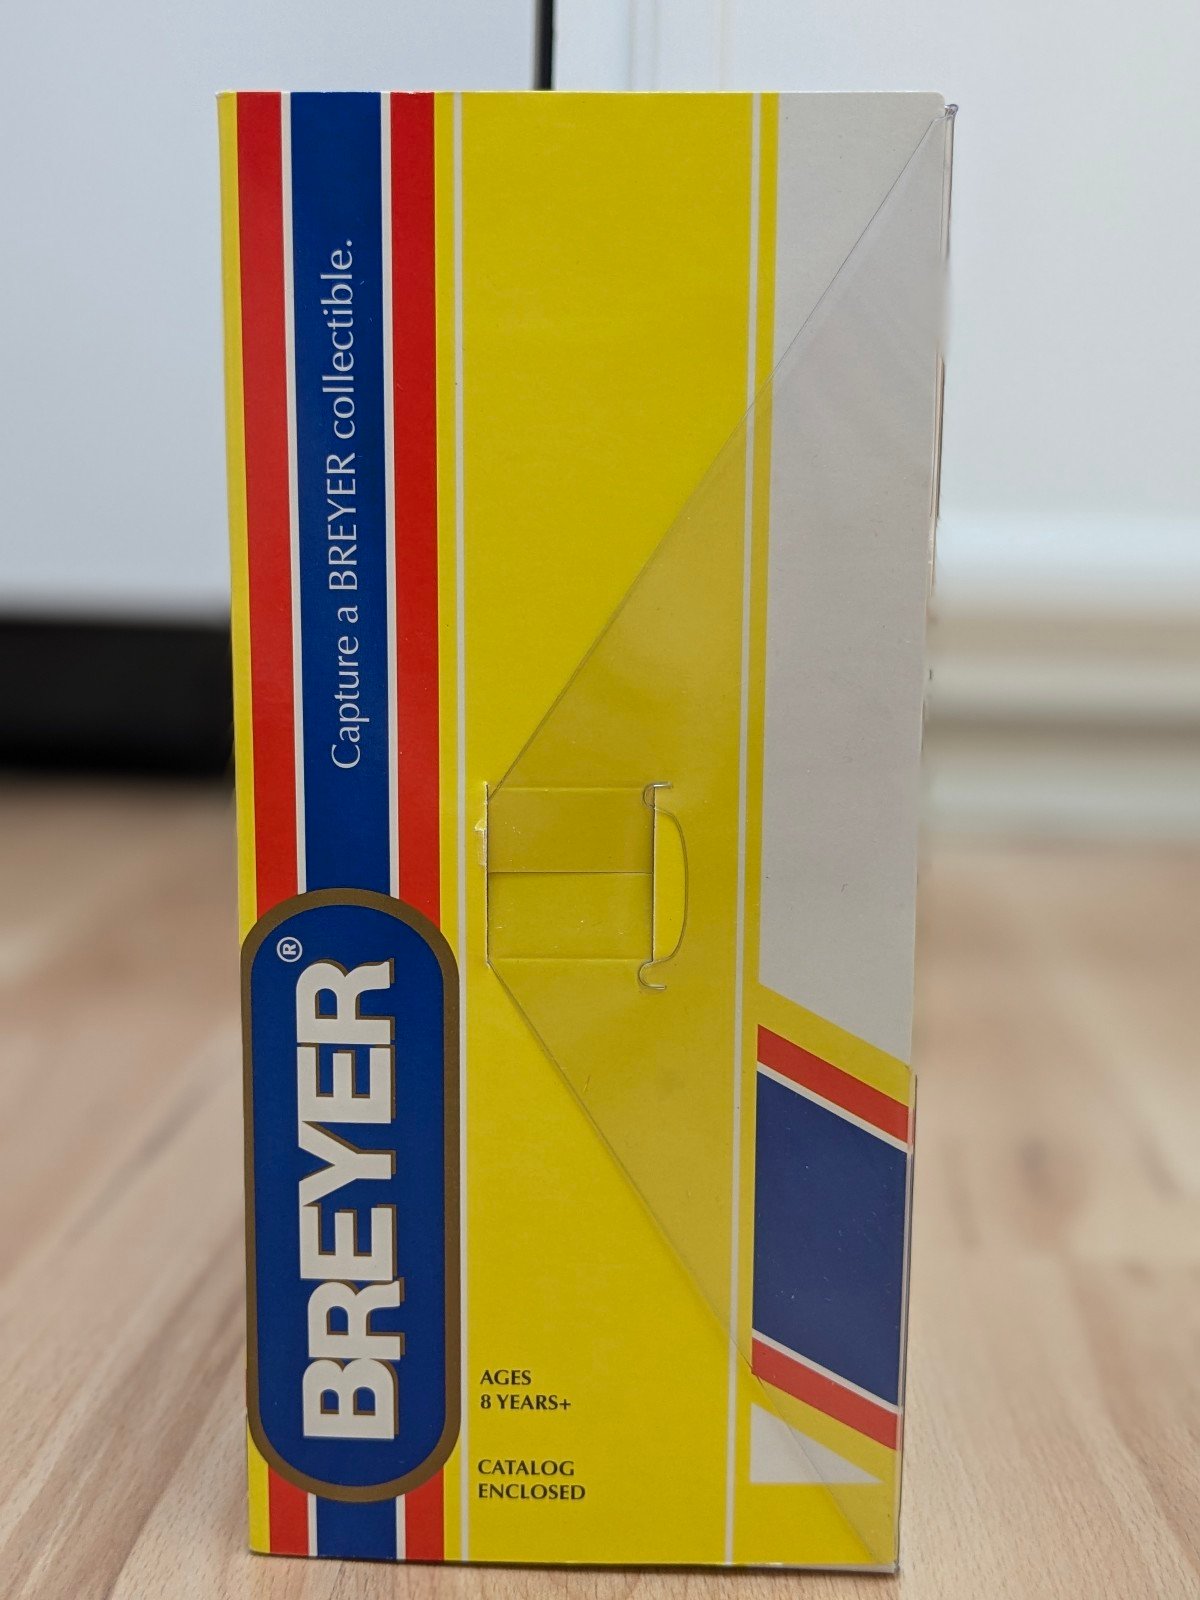 Capture a BREYER collectible.
BREYER®
AGES
8 YEARS+
CATALOG
ENCLOSED